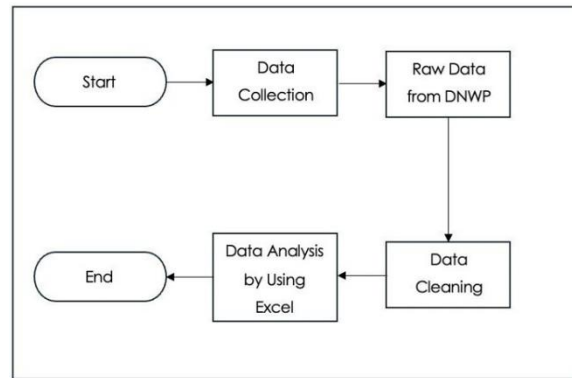 Start
Data
Collection
Raw Data
from DNWP
Data
Cleaning
Data Analysis
by Using
Excel
End